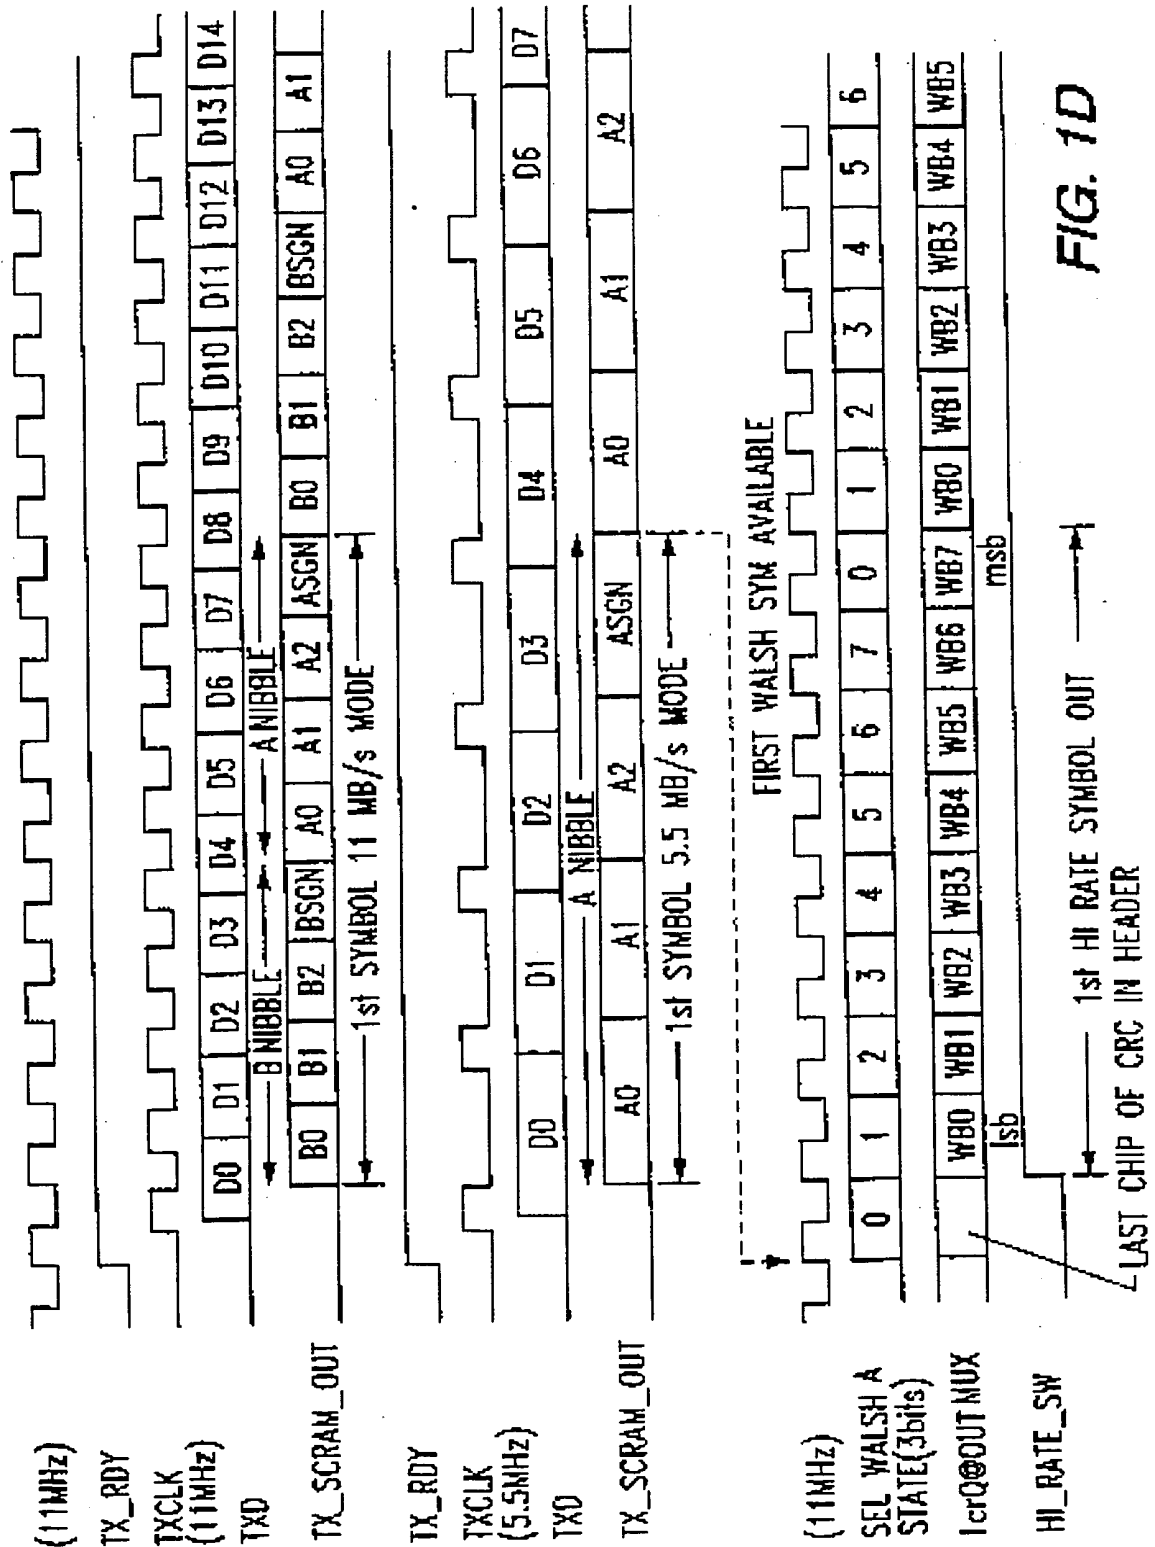 (11MHz)
TX_RDY
TXCLK
(11MHz)
TXD
D0 D1 D2 D3 D4 D5 D6 D7 D8 D9 D10 D11 D12 D13 D14
B NIBBLE A NIBBLE
TX_SCRAM_OUT
B0 B1 B2 BSGN A0 A1 A2 ASGN B0 B1 B2 BSGN A0 A1
1st SYMBOL 11 MB/s MODE
TX_RDY
TXCLK
(5.5MHz)
TXD
D0 D1 D2 D3 D4 D5 D6 D7
A NIBBLE
TX_SCRAM_OUT
A0 A1 A2 ASGN A0 A1 A2
1st SYMBOL 5.5 MB/s MODE
FIRST WALSH SYM AVAILABLE
(11MHz)
SEL WALSH A
STATE(3bits)
0 1 2 3 4 5 6 7 0 1 2 3 4 5 6
IcrQ@OUTMUX
WB0 WB1 WB2 WB3 WB4 WB5 WB6 WB7 WB0 WB1 WB2 WB3 WB4 WB5
lsb msb
HI_RATE_SW
1st HI RATE SYMBOL OUT
LAST CHIP OF CRC IN HEADER
FIG. 1D